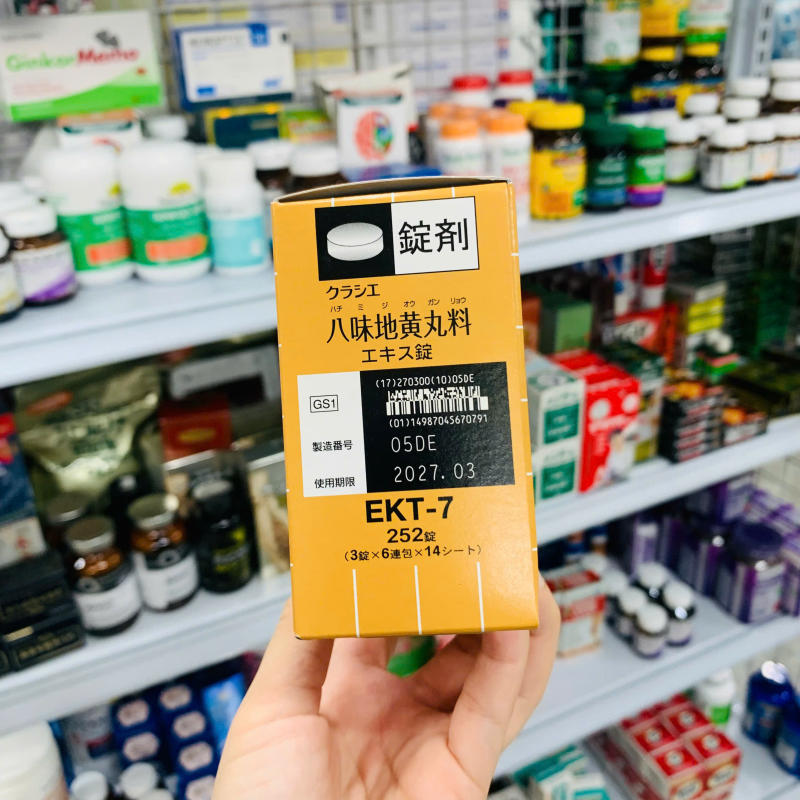 Ginkor Memo
錠剤
クラシエ
ハチ ミ ジ オウ ガン リョウ
八味地黄丸料
エキス錠
(17)270300(10)05DE
GS1
(01)14987045670791
製造番号 05DE
使用期限 2027.03
EKT-7
252錠
(3錠×6連包×14シート)